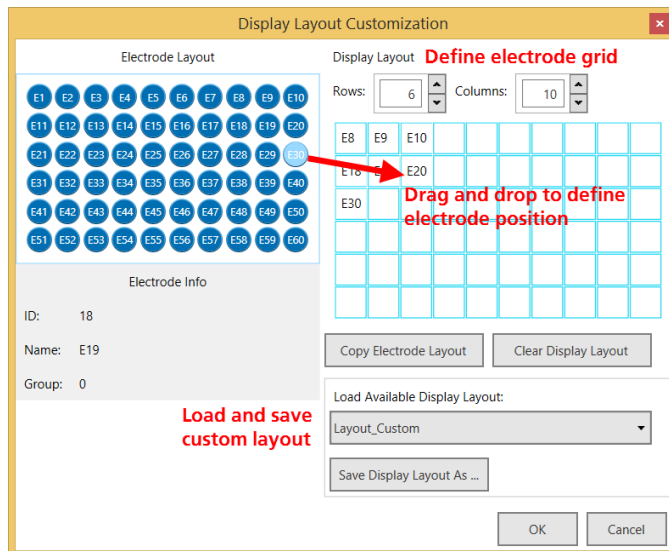 Display Layout Customization
×
Electrode Layout
E1 E2 E3 E4 E5 E6 E7 E8 E9 E10
E11 E12 E13 E14 E15 E16 E17 E18 E19 E20
E21 E22 E23 E24 E25 E26 E27 E28 E29 E30
E31 E32 E33 E34 E35 E36 E37 E38 E39 E40
E41 E42 E43 E44 E45 E46 E47 E48 E49 E50
E51 E52 E53 E54 E55 E56 E57 E58 E59 E60
Electrode Info
ID: 18
Name: E19
Group: 0
Load and save
custom layout
Display Layout Define electrode grid
Rows: 6 Columns: 10
E8 E9 E10
E18 E20
E30
Drag and drop to define
electrode position
Copy Electrode Layout Clear Display Layout
Load Available Display Layout:
Layout_Custom
Save Display Layout As ...
OK Cancel